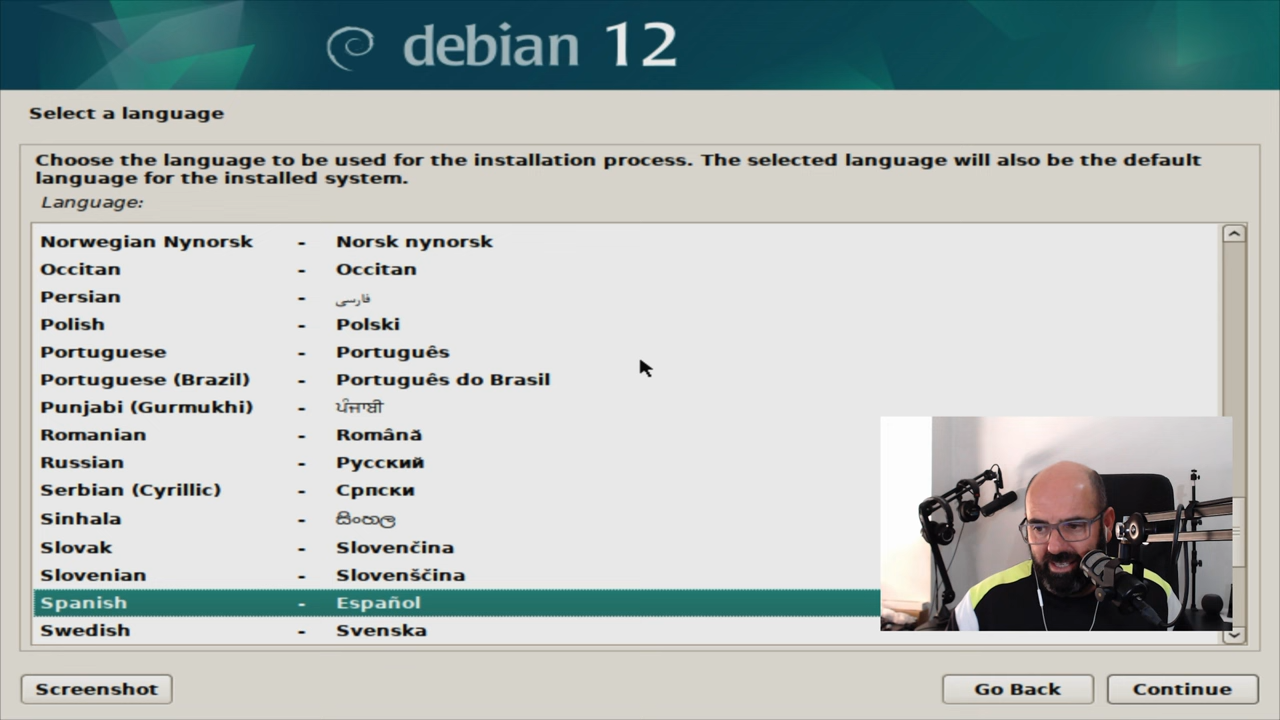 debian 12
Select a language
Choose the language to be used for the installation process. The selected language will also be the default
language for the installed system.
Language:
Norwegian Nynorsk - Norsk nynorsk
Occitan - Occitan
Persian - فارسی
Polish - Polski
Portuguese - Português
Portuguese (Brazil) - Português do Brasil
Punjabi (Gurmukhi) - ਪੰਜਾਬੀ
Romanian - Română
Russian - Русский
Serbian (Cyrillic) - Српски
Sinhala - සිංහල
Slovak - Slovenčina
Slovenian - Slovenščina
Spanish - Español
Swedish - Svenska
Screenshot Go Back Continue